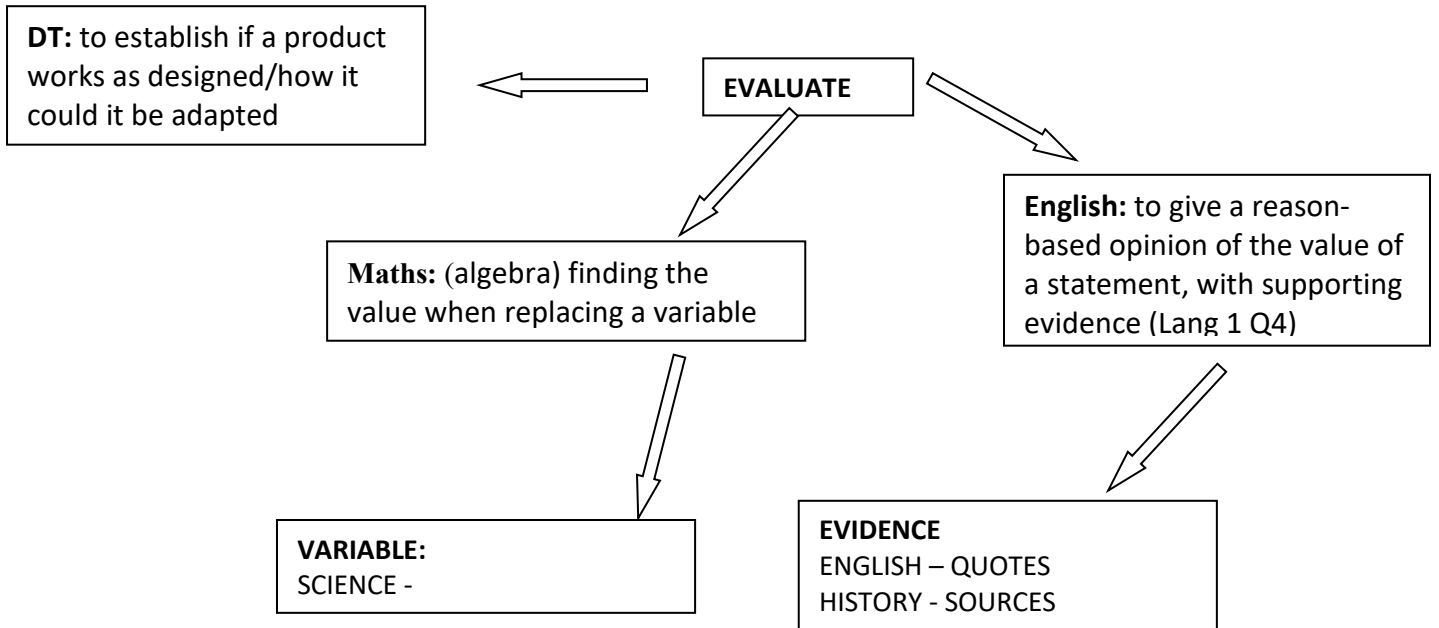 DT: to establish if a product
works as designed/how it
could it be adapted
EVALUATE
English: to give a reason-
based opinion of the value of
a statement, with supporting
evidence (Lang 1 Q4)
Maths: (algebra) finding the
value when replacing a variable
VARIABLE:
SCIENCE -
EVIDENCE
ENGLISH – QUOTES
HISTORY - SOURCES